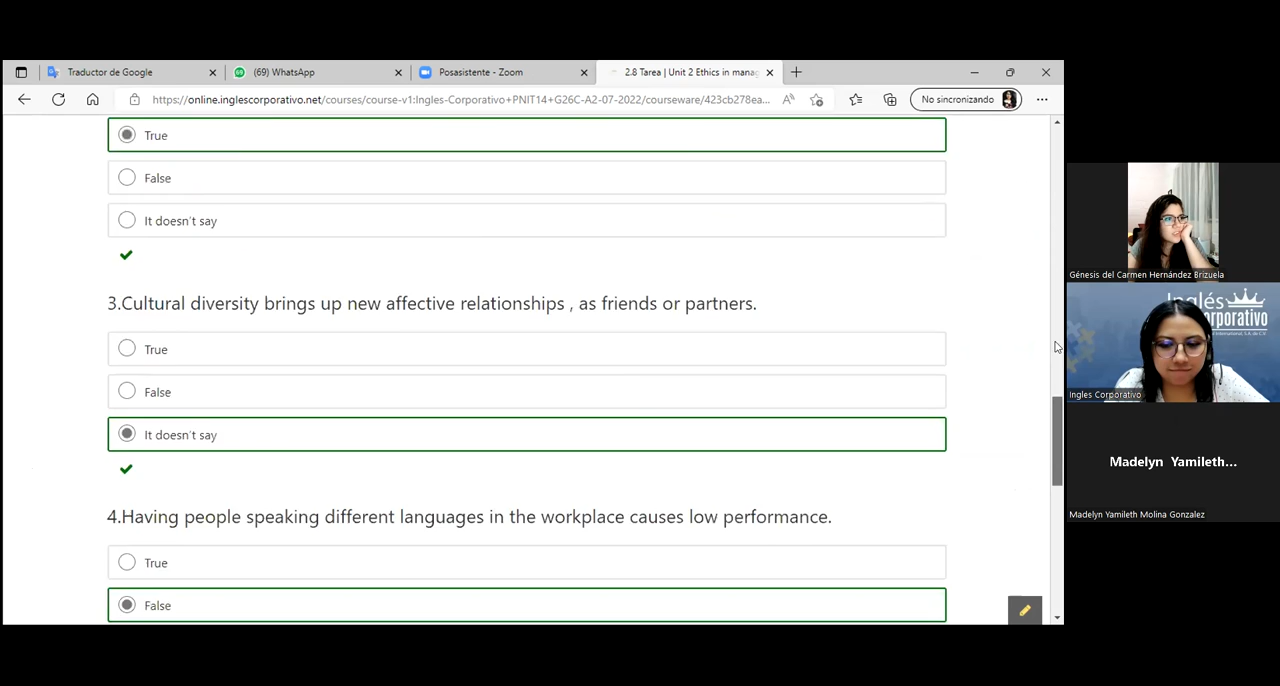 Traductor de Google
(69) WhatsApp
Posasistente - Zoom
2.8 Tarea | Unit 2 Ethics in manag
https://online.inglescorporativo.net/courses/course-v1:Ingles-Corporativo+PNIT14+G26C-A2-07-2022/courseware/423cb278ea...
No sincronizando
True
False
It doesn't say
3.Cultural diversity brings up new affective relationships , as friends or partners.
True
False
It doesn't say
4.Having people speaking different languages in the workplace causes low performance.
True
False
Génesis del Carmen Hernández Brizuela
Inglés
Corporativo
Ingles Corporativo
Madelyn Yamileth...
Madelyn Yamileth Molina Gonzalez